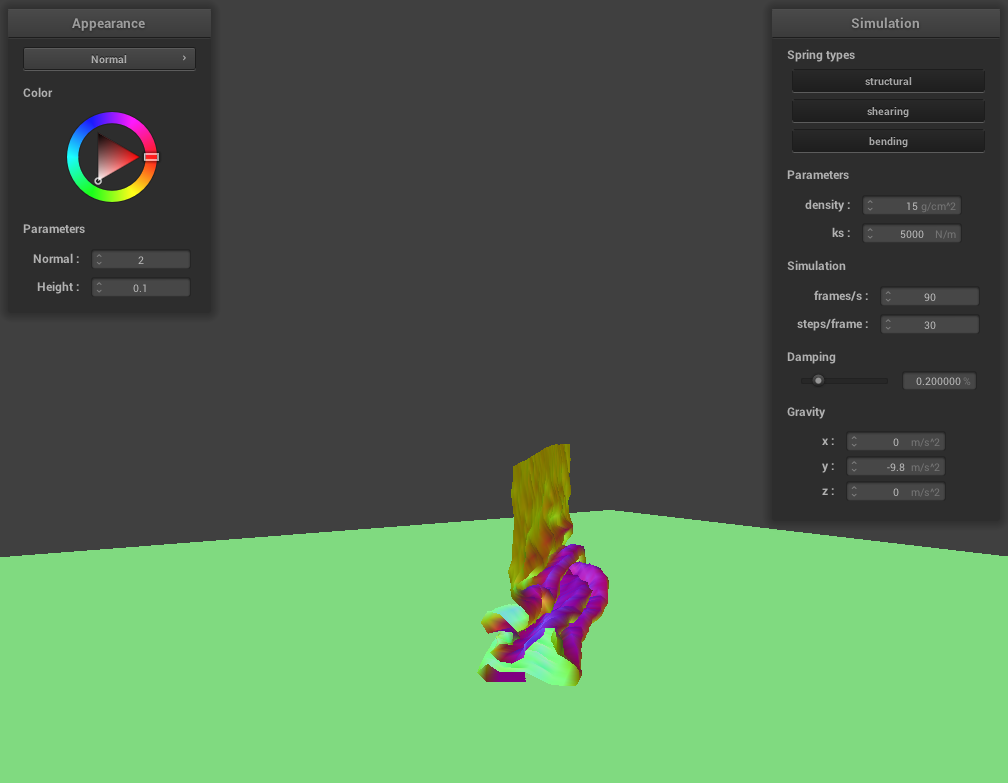 Appearance
Normal
Color
Parameters
Normal : 2
Height : 0.1
Simulation
Spring types
structural
shearing
bending
Parameters
density : 15 g/cm^2
ks : 5000 N/m
Simulation
frames/s : 90
steps/frame : 30
Damping
0.200000 %
Gravity
x : 0 m/s^2
y : -9.8 m/s^2
z : 0 m/s^2